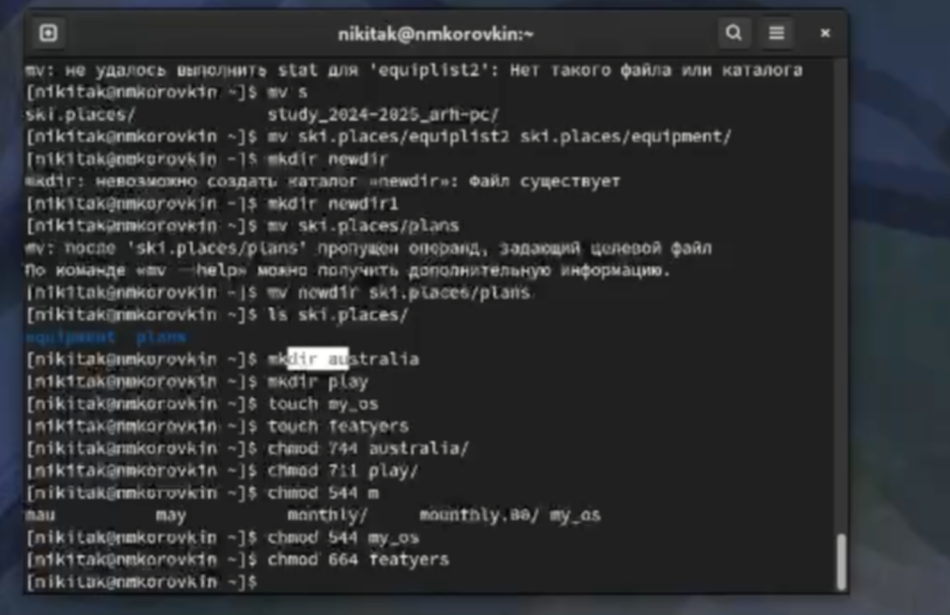 nikitak@nmkorovkin:~
mv: не удалось выполнить stat для 'equiplist2': Нет такого файла или каталога
[nikitak@nmkorovkin ~]$ mv s
ski.places/ study_2024-2025_arh-pc/
[nikitak@nmkorovkin ~]$ mv ski.places/equiplist2 ski.places/equipment/
[nikitak@nmkorovkin ~]$ mkdir newdir
mkdir: невозможно создать каталог «newdir»: Файл существует
[nikitak@nmkorovkin ~]$ mkdir newdir1
[nikitak@nmkorovkin ~]$ mv ski.places/plans
mv: после 'ski.places/plans' пропущен операнд, задающий целевой файл
По команде «mv --help» можно получить дополнительную информацию.
[nikitak@nmkorovkin ~]$ mv newdir ski.places/plans
[nikitak@nmkorovkin ~]$ ls ski.places/
equipment plans
[nikitak@nmkorovkin ~]$ mkdir australia
[nikitak@nmkorovkin ~]$ mkdir play
[nikitak@nmkorovkin ~]$ touch my_os
[nikitak@nmkorovkin ~]$ touch featyers
[nikitak@nmkorovkin ~]$ chmod 744 australia/
[nikitak@nmkorovkin ~]$ chmod 711 play/
[nikitak@nmkorovkin ~]$ chmod 544 m
mau may monthly/ mounthly.00/ my_os
[nikitak@nmkorovkin ~]$ chmod 544 my_os
[nikitak@nmkorovkin ~]$ chmod 664 featyers
[nikitak@nmkorovkin ~]$